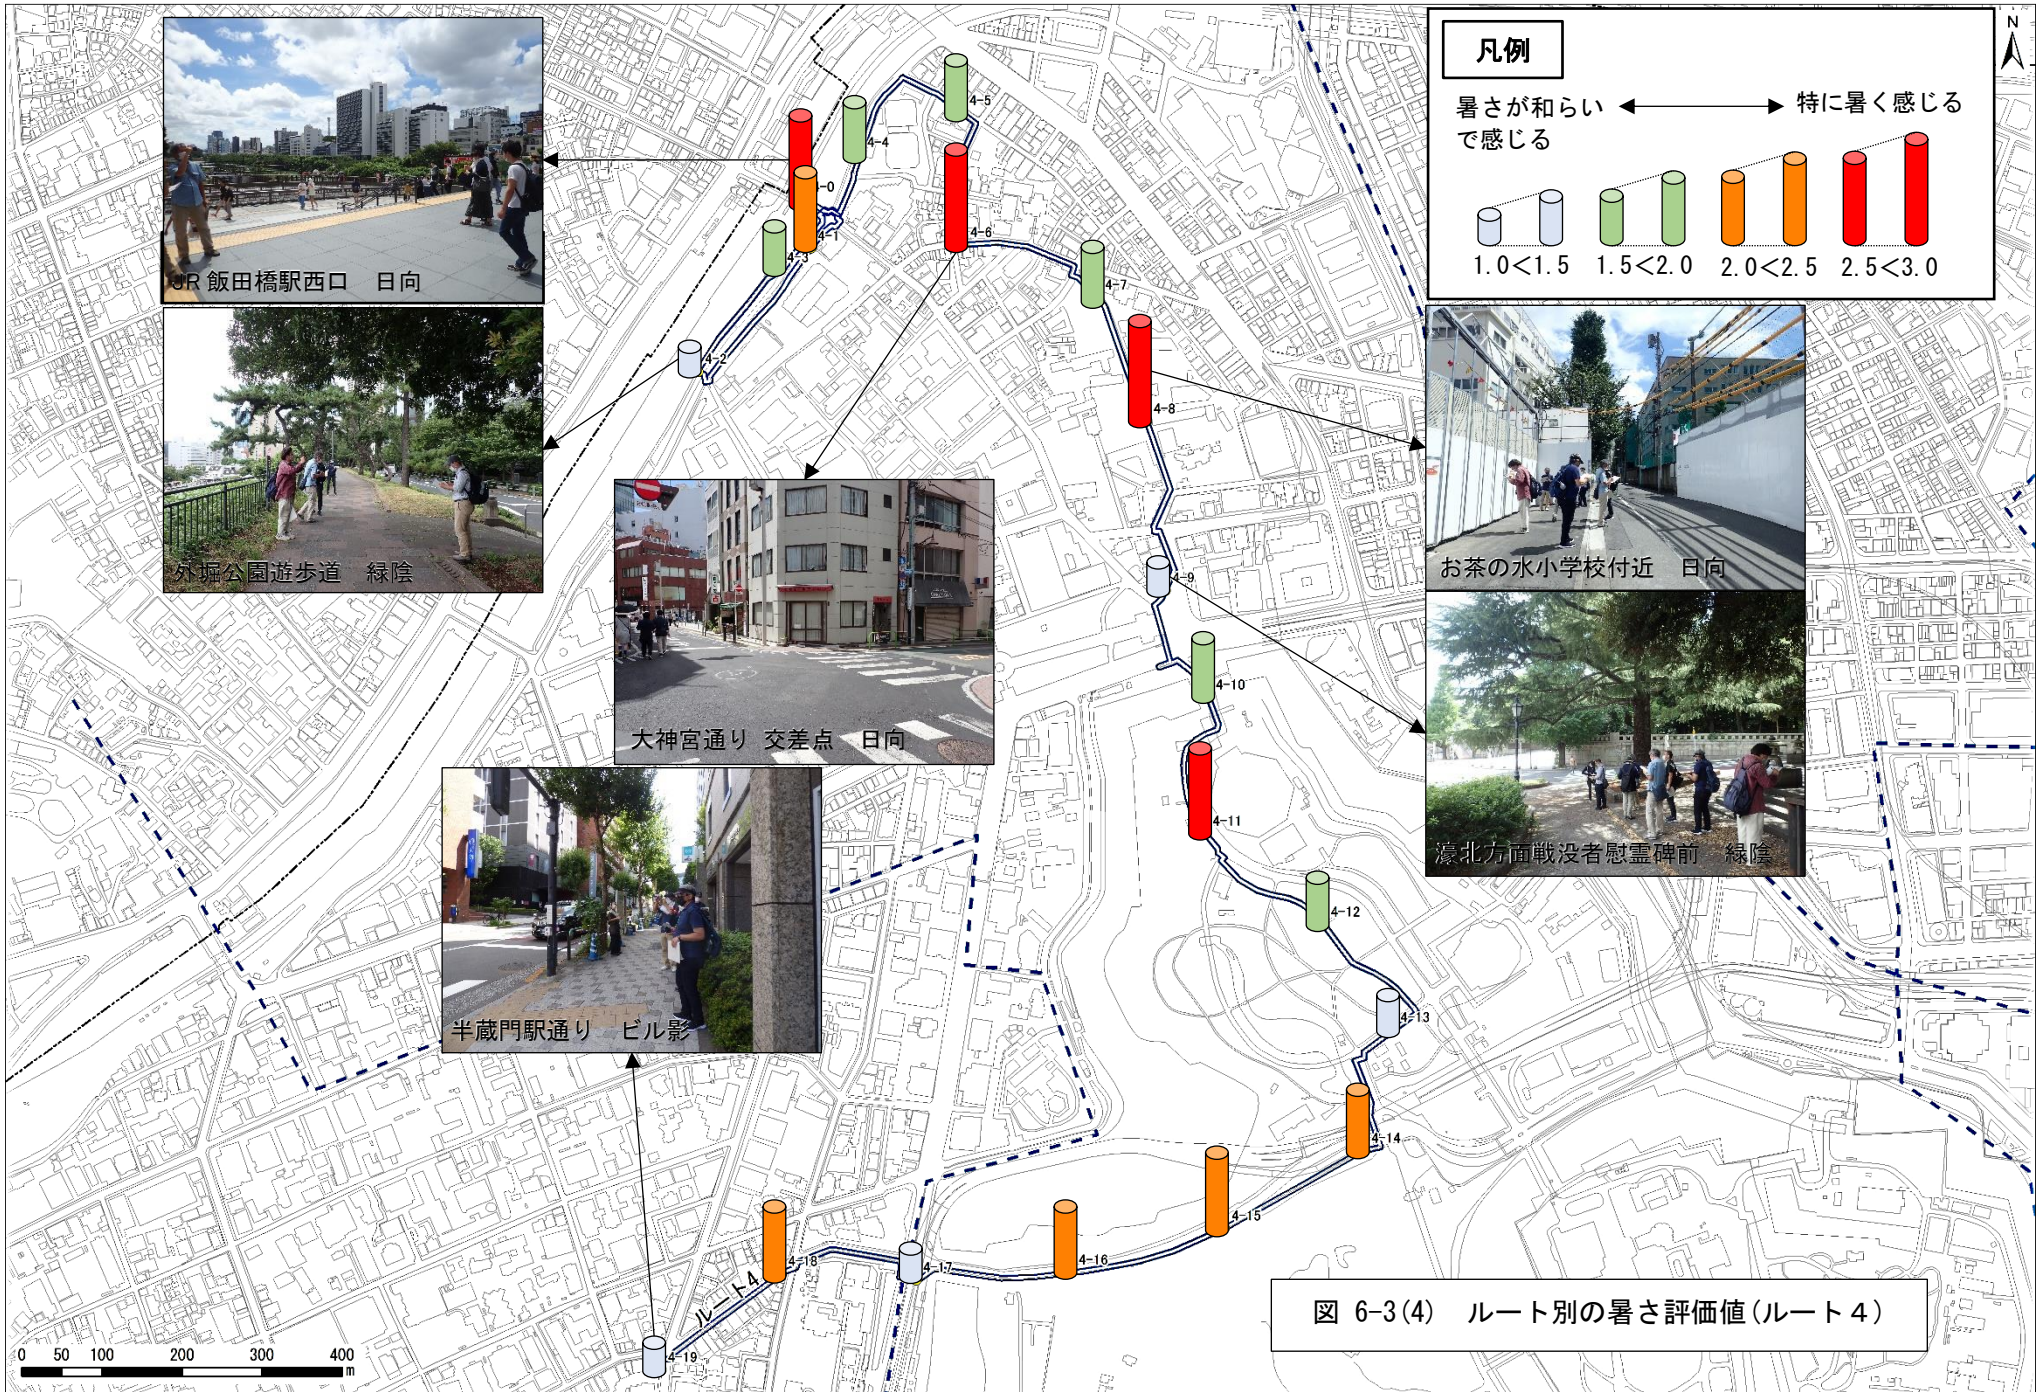 凡例
N
暑さが和らい
で感じる
特に暑く感じる
1.0<1.5
1.5<2.0
2.0<2.5
2.5<3.0
JR 飯田橋駅西口 日向
外堀公園遊歩道 緑陰
大神宮通り 交差点 日向
半蔵門駅通り ビル影
お茶の水小学校付近 日向
濠北方面戦没者慰霊碑前 緑陰
4-0
4-1
4-2
4-3
4-4
4-5
4-6
4-7
4-8
4-9
4-10
4-11
4-12
4-13
4-14
4-15
4-16
4-17
4-18
4-19
ルート4
図 6-3(4) ルート別の暑さ評価値(ルート4)
0 50 100 200 300 400
m